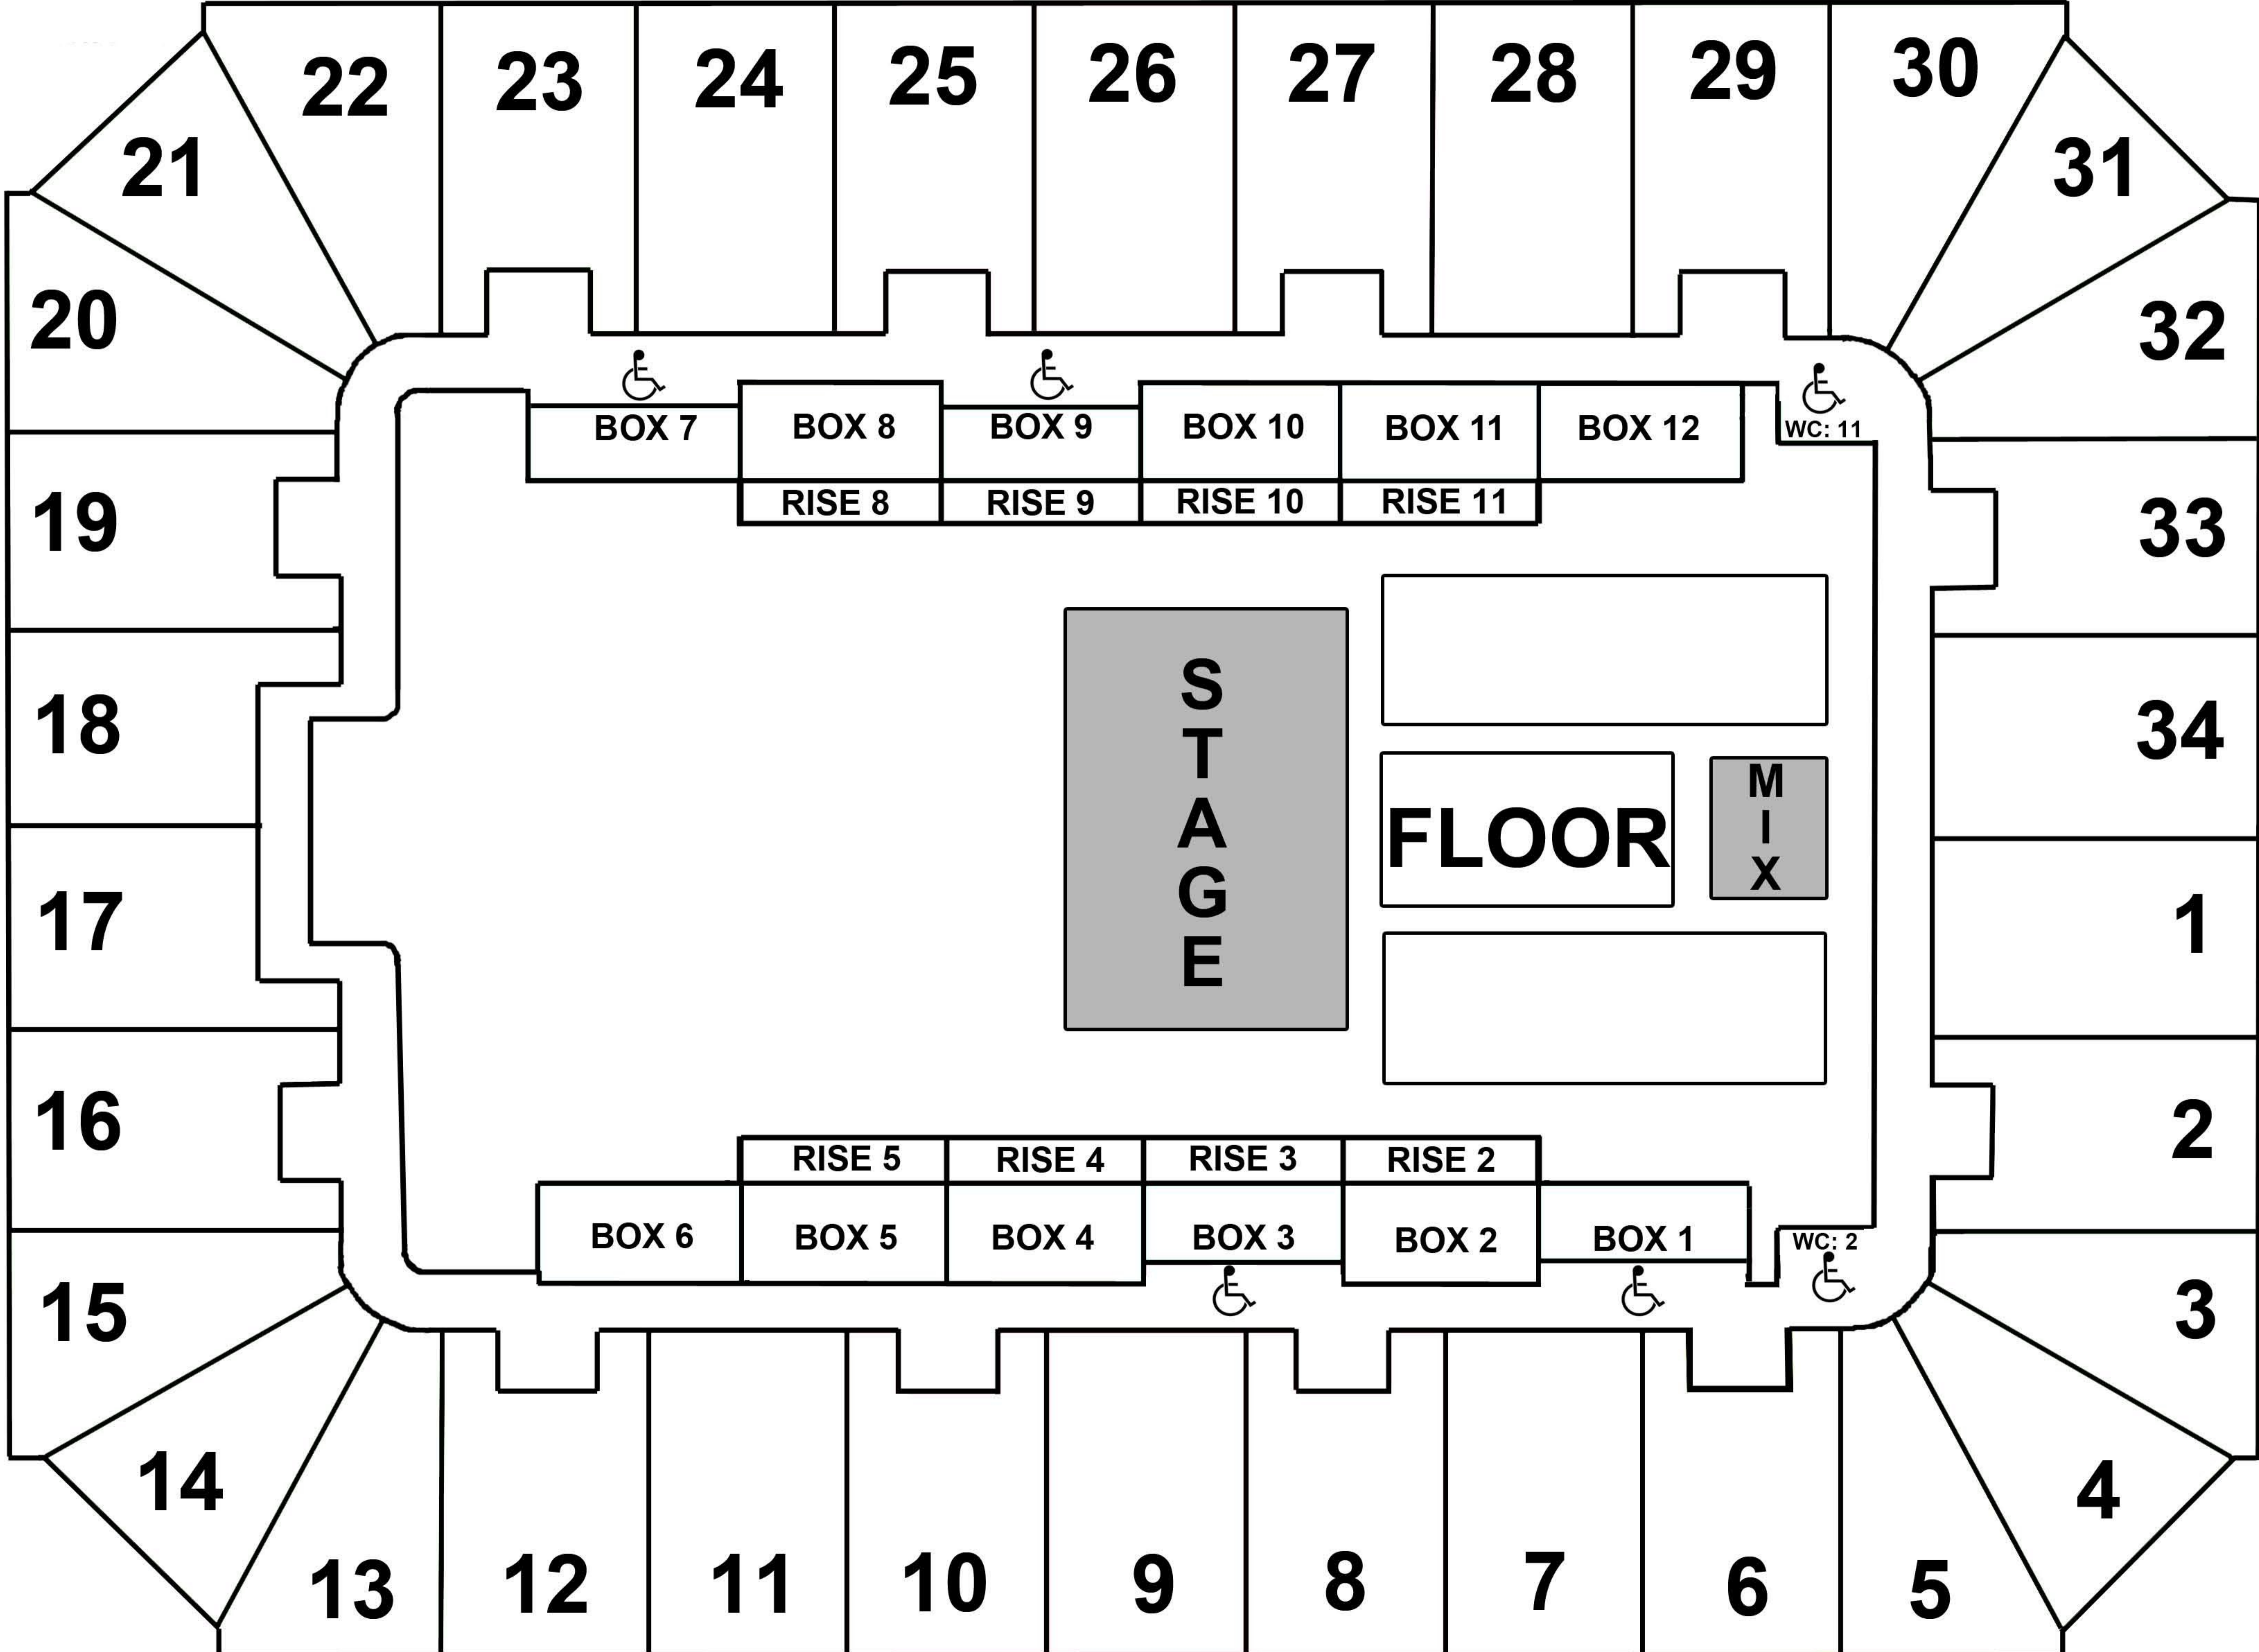 22 23 24 25 26 27 28 29 30
21 31
20 32
BOX 7 BOX 8 BOX 9 BOX 10 BOX 11 BOX 12 WC: 11
RISE 8 RISE 9 RISE 10 RISE 11
19 33
18 34
STAGE
FLOOR
MIX
17 1
16 2
RISE 5 RISE 4 RISE 3 RISE 2
BOX 6 BOX 5 BOX 4 BOX 3 BOX 2 BOX 1 WC: 2
15 3
14 4
13 12 11 10 9 8 7 6 5